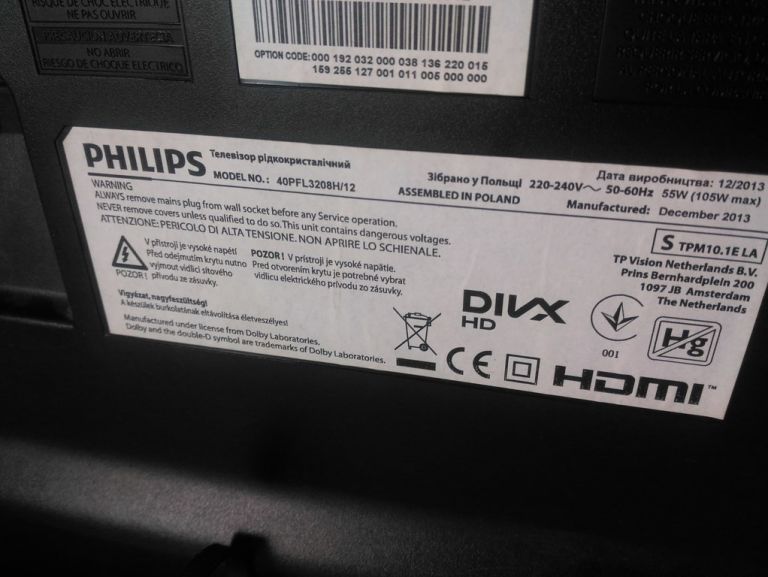 RISQUE DE CHOC ELECTRIQUE
NE PAS OUVRIR
PRECAUCION ADVERTECIA
NO ABRIR
RIESGO DE CHOQUE ELECTRICO
OPTION CODE: 000 192 032 000 038 136 220 015
159 255 127 001 011 005 000 000
PHILIPS
Телевізор рідкокристалічний
MODEL NO.: 40PFL3208H/12
Зібрано у Польщі
ASSEMBLED IN POLAND
220-240V~ 50-60Hz 55W (105W max)
Дата виробництва: 12/2013
Manufactured: December 2013
WARNING
ALWAYS remove mains plug from wall socket before any Service operation.
NEVER remove covers unless qualified to do so.This unit contains dangerous voltages.
ATTENZIONE: PERICOLO DI ALTA TENSIONE. NON APRIRE LO SCHIENALE.
S TPM10.1E LA
TP Vision Netherlands B.V.
Prins Bernhardplein 200
1097 JB Amsterdam
The Netherlands
V přístroji je vysoké napětí
Před odejmutím krytu nutno
vyjmout vidlici síťového
POZOR! přívodu ze zásuvky.
POZOR! V prístroji je vysoké napätie.
Pred otvorením krytu je potrebné vybrat
vidlicu elektrického prívodu zo zásuvky.
Vigyázat, nagyfeszültség!
A készülek burkolatának eltávolítása életveszélyes!
Manufactured under license from Dolby Laboratories.
Dolby and the double-D symbol are trademarks of Dolby Laboratories.
DIVX
HD
001
Hg
CE
HDMI™